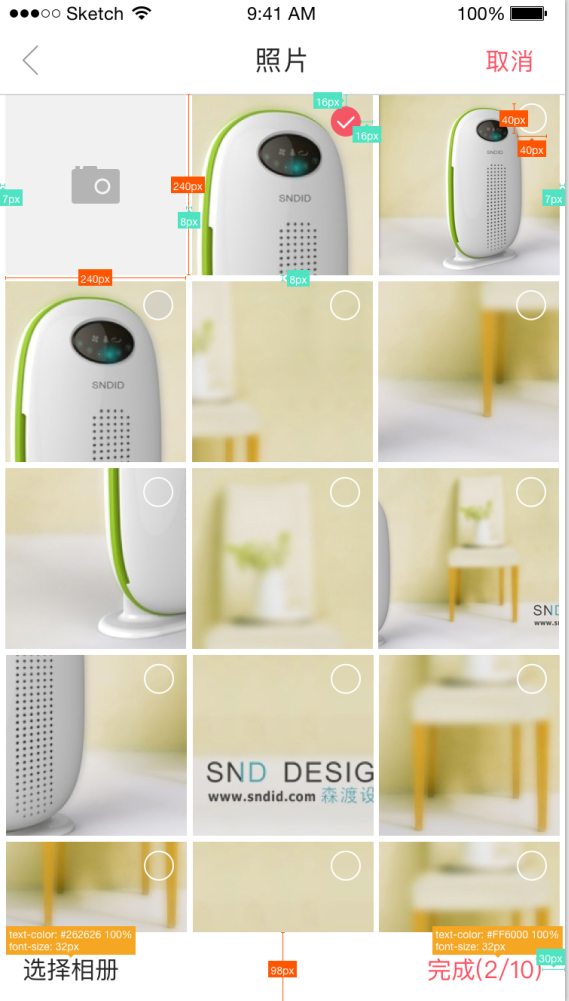 Sketch 9:41 AM 100%
照片 取消
16px
16px
40px
40px
240px
7px
7px
8px
SNDID
SNDID
240px
8px
SNDID
SND
www.s
SND DESIG
www.sndid.com 森渡设
text-color: #262626 100%
font-size: 32px
text-color: #FF6000 100%
font-size: 32px
30px
98px
选择相册 完成(2/10)